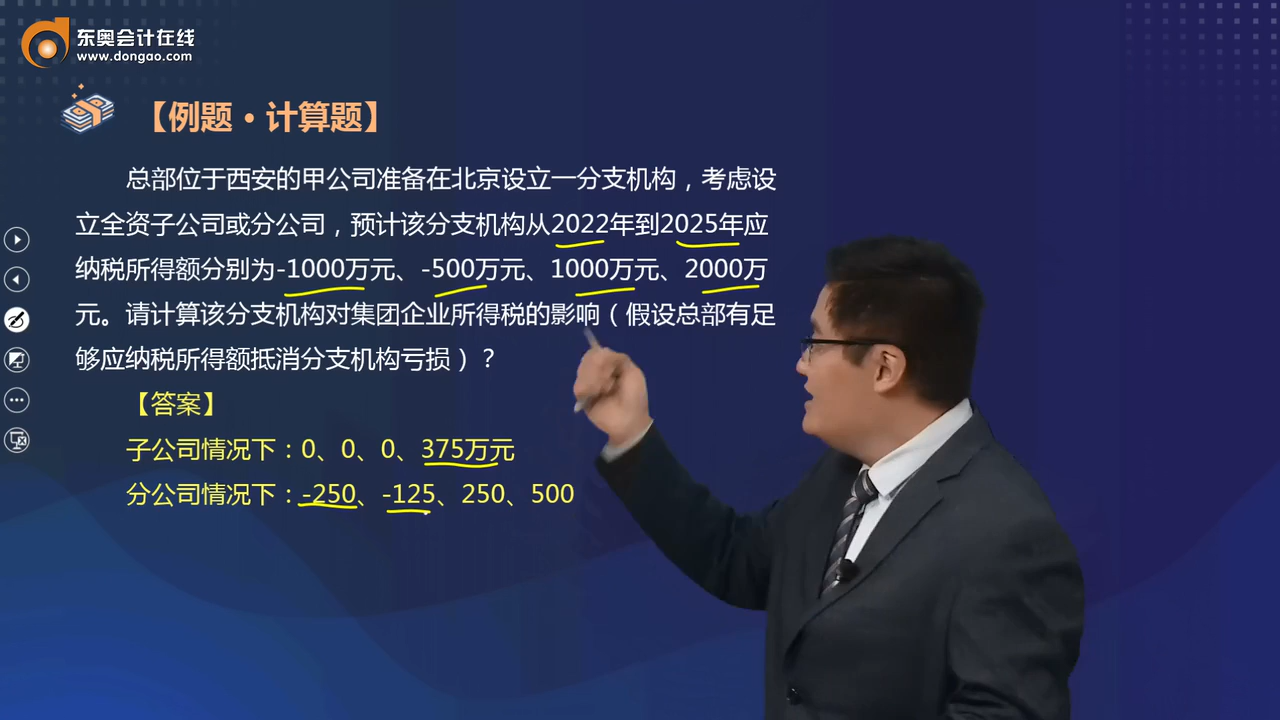 东奥会计在线
www.dongao.com
【例题·计算题】
总部位于西安的甲公司准备在北京设立一分支机构，考虑设
立全资子公司或分公司，预计该分支机构从2022年到2025年应
纳税所得额分别为-1000万元、-500万元、1000万元、2000万
元。请计算该分支机构对集团企业所得税的影响（假设总部有足
够应纳税所得额抵消分支机构亏损）？
【答案】
子公司情况下：0、0、0、375万元
分公司情况下：-250、-125、250、500